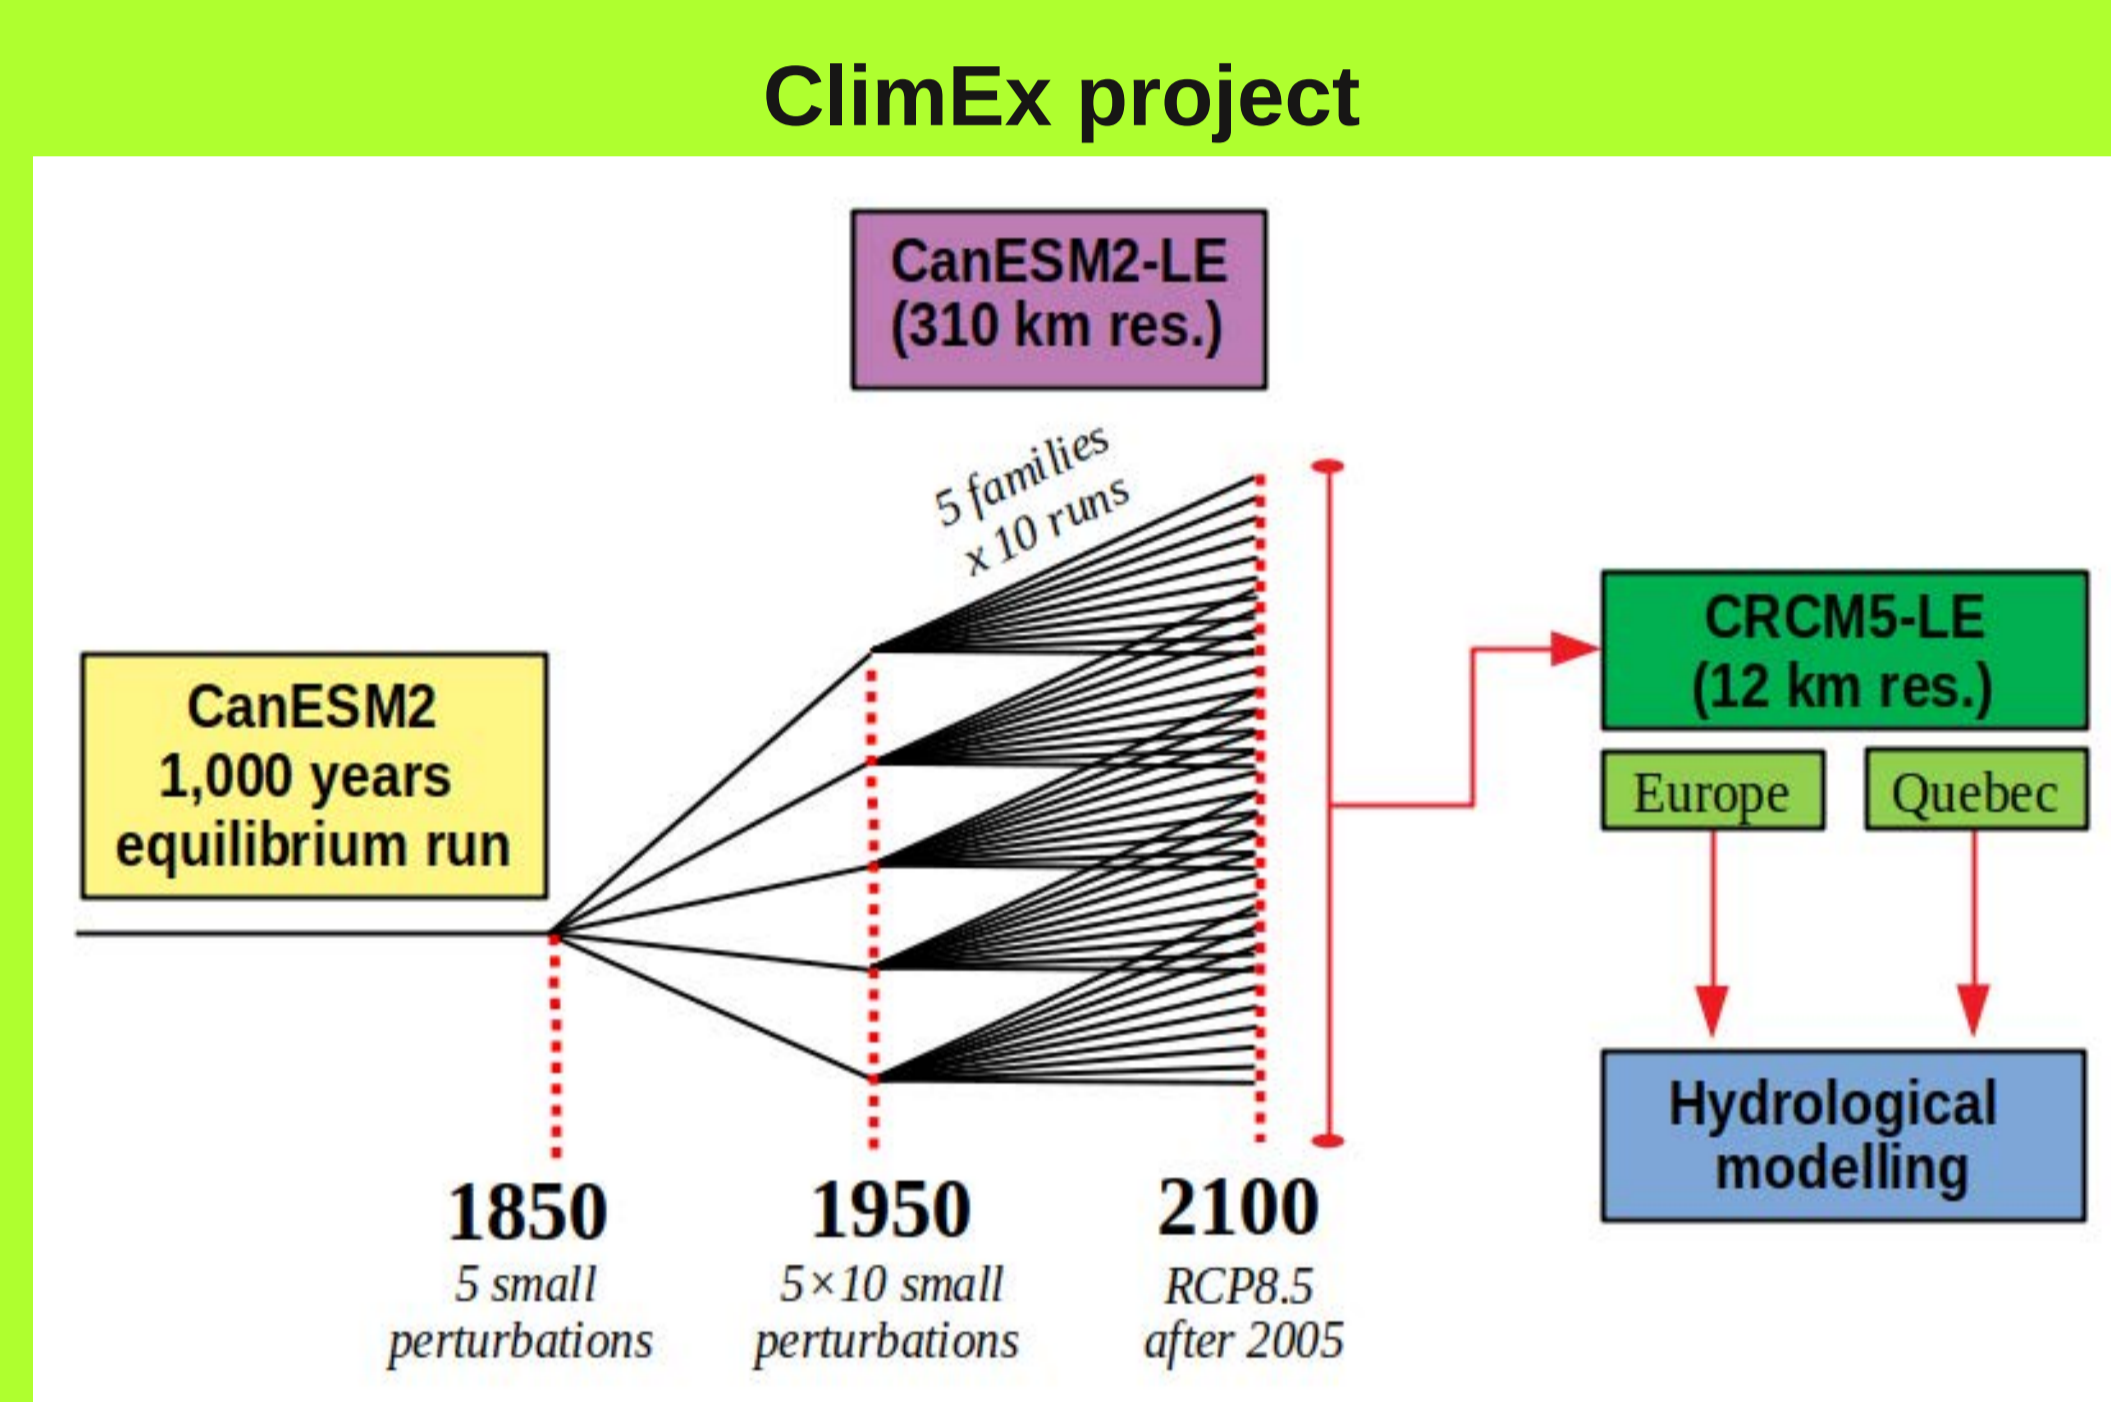 ClimEx project
CanESM2-LE
(310 km res.)
5 families
x 10 runs
CanESM2
1,000 years
equilibrium run
CRCM5-LE
(12 km res.)
Europe
Quebec
Hydrological
modelling
1850
5 small
perturbations
1950
5×10 small
perturbations
2100
RCP8.5
after 2005